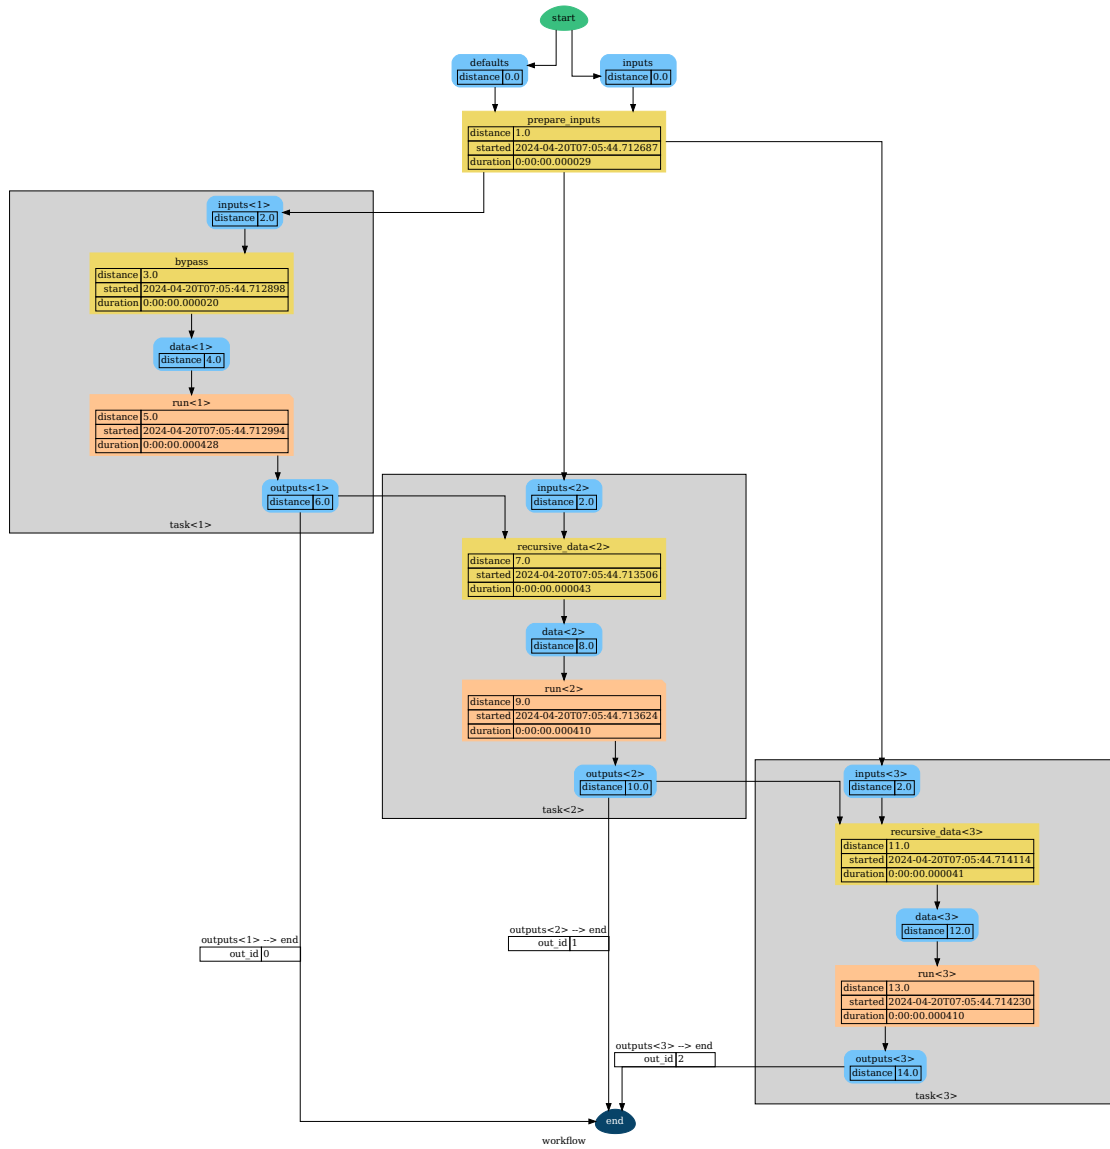 start
defaults
distance 0.0
inputs
distance 0.0
prepare_inputs
distance 1.0
started 2024-04-20T07:05:44.712687
duration 0:00:00.000029
inputs<1>
distance 2.0
bypass
distance 3.0
started 2024-04-20T07:05:44.712898
duration 0:00:00.000020
data<1>
distance 4.0
run<1>
distance 5.0
started 2024-04-20T07:05:44.712994
duration 0:00:00.000428
outputs<1>
distance 6.0
task<1>
inputs<2>
distance 2.0
recursive_data<2>
distance 7.0
started 2024-04-20T07:05:44.713506
duration 0:00:00.000043
data<2>
distance 8.0
run<2>
distance 9.0
started 2024-04-20T07:05:44.713624
duration 0:00:00.000410
outputs<2>
distance 10.0
task<2>
inputs<3>
distance 2.0
recursive_data<3>
distance 11.0
started 2024-04-20T07:05:44.714114
duration 0:00:00.000041
data<3>
distance 12.0
run<3>
distance 13.0
started 2024-04-20T07:05:44.714230
duration 0:00:00.000410
outputs<3>
distance 14.0
task<3>
outputs<1> --> end
out_id 0
outputs<2> --> end
out_id 1
outputs<3> --> end
out_id 2
end
workflow